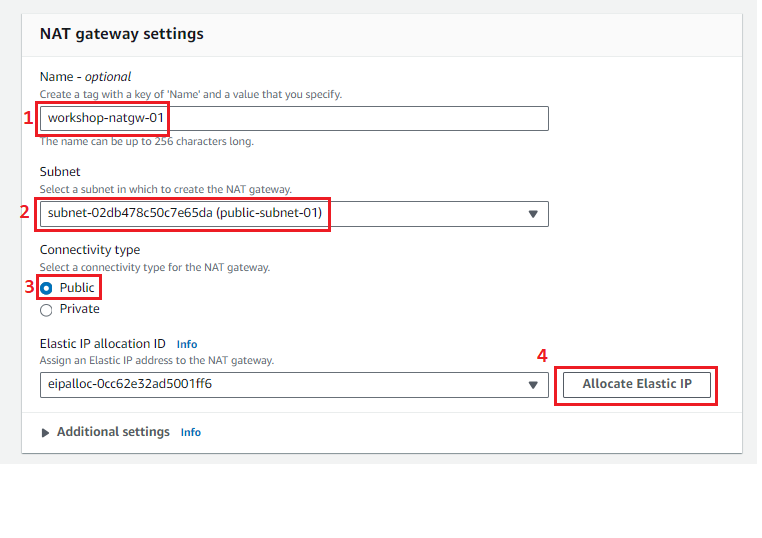 NAT gateway settings
Name - optional
Create a tag with a key of 'Name' and a value that you specify.
1
workshop-natgw-01
The name can be up to 256 characters long.
Subnet
Select a subnet in which to create the NAT gateway.
2
subnet-02db478c50c7e65da (public-subnet-01)
Connectivity type
Select a connectivity type for the NAT gateway.
3
Public
Private
Elastic IP allocation ID Info
4
Assign an Elastic IP address to the NAT gateway.
eipalloc-0cc62e32ad5001ff6
Allocate Elastic IP
Additional settings Info